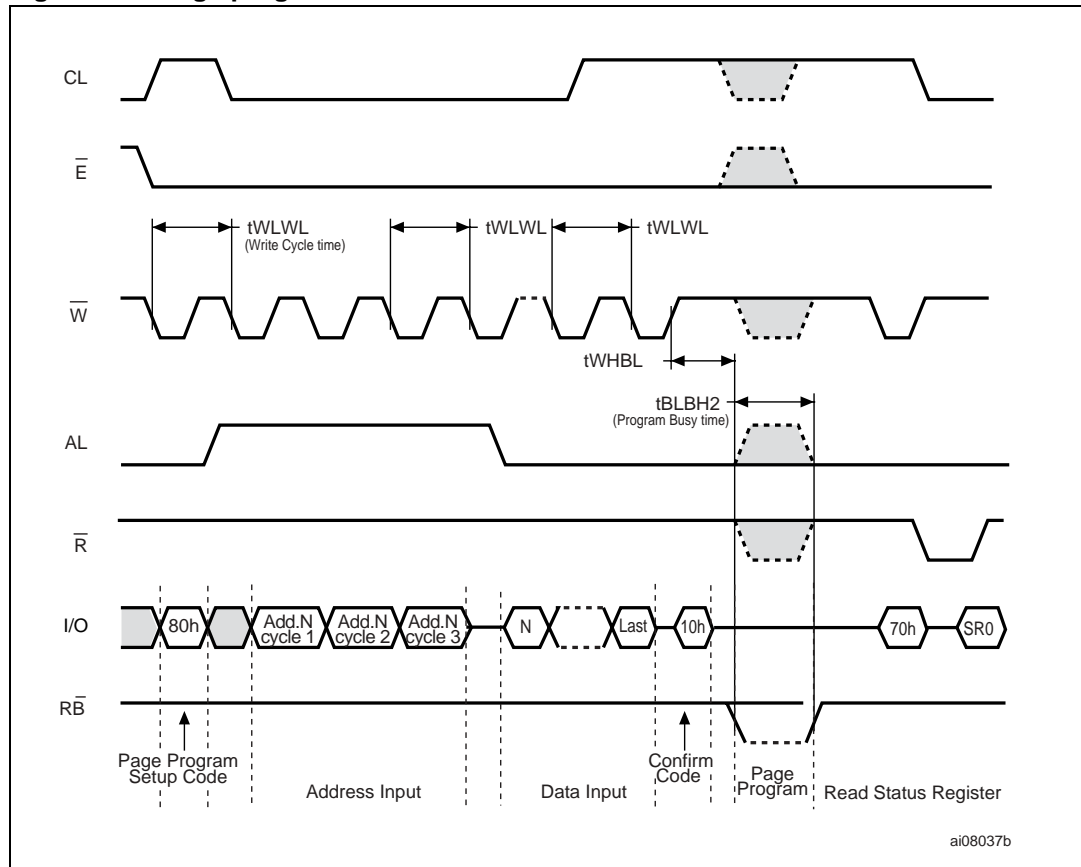 CL
E
tWLWL
(Write Cycle time)
tWLWL
tWLWL
W
tWHBL
tBLBH2
(Program Busy time)
AL
R
I/O
80h
Add.N
cycle 1
Add.N
cycle 2
Add.N
cycle 3
N
Last
10h
70h
SR0
RB
Page Program
Setup Code
Address Input
Data Input
Confirm
Code
Page
Program
Read Status Register
ai08037b